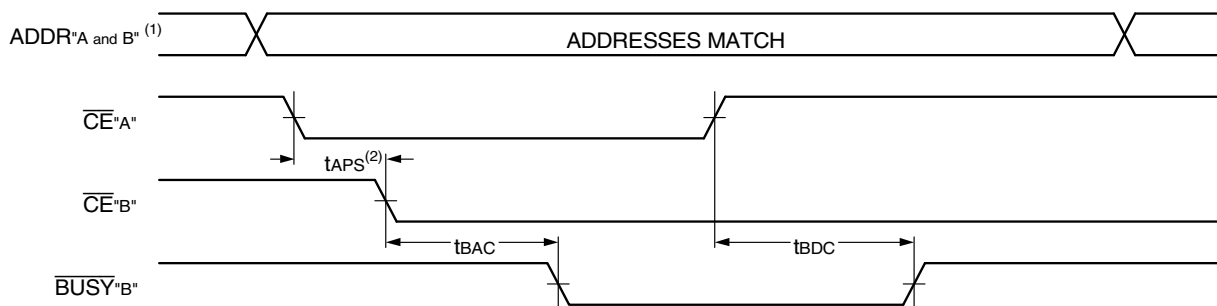 ADDR"A and B" (1)
ADDRESSES MATCH
CE"A"
tAPS(2)
CE"B"
tBAC
tBDC
BUSY"B"